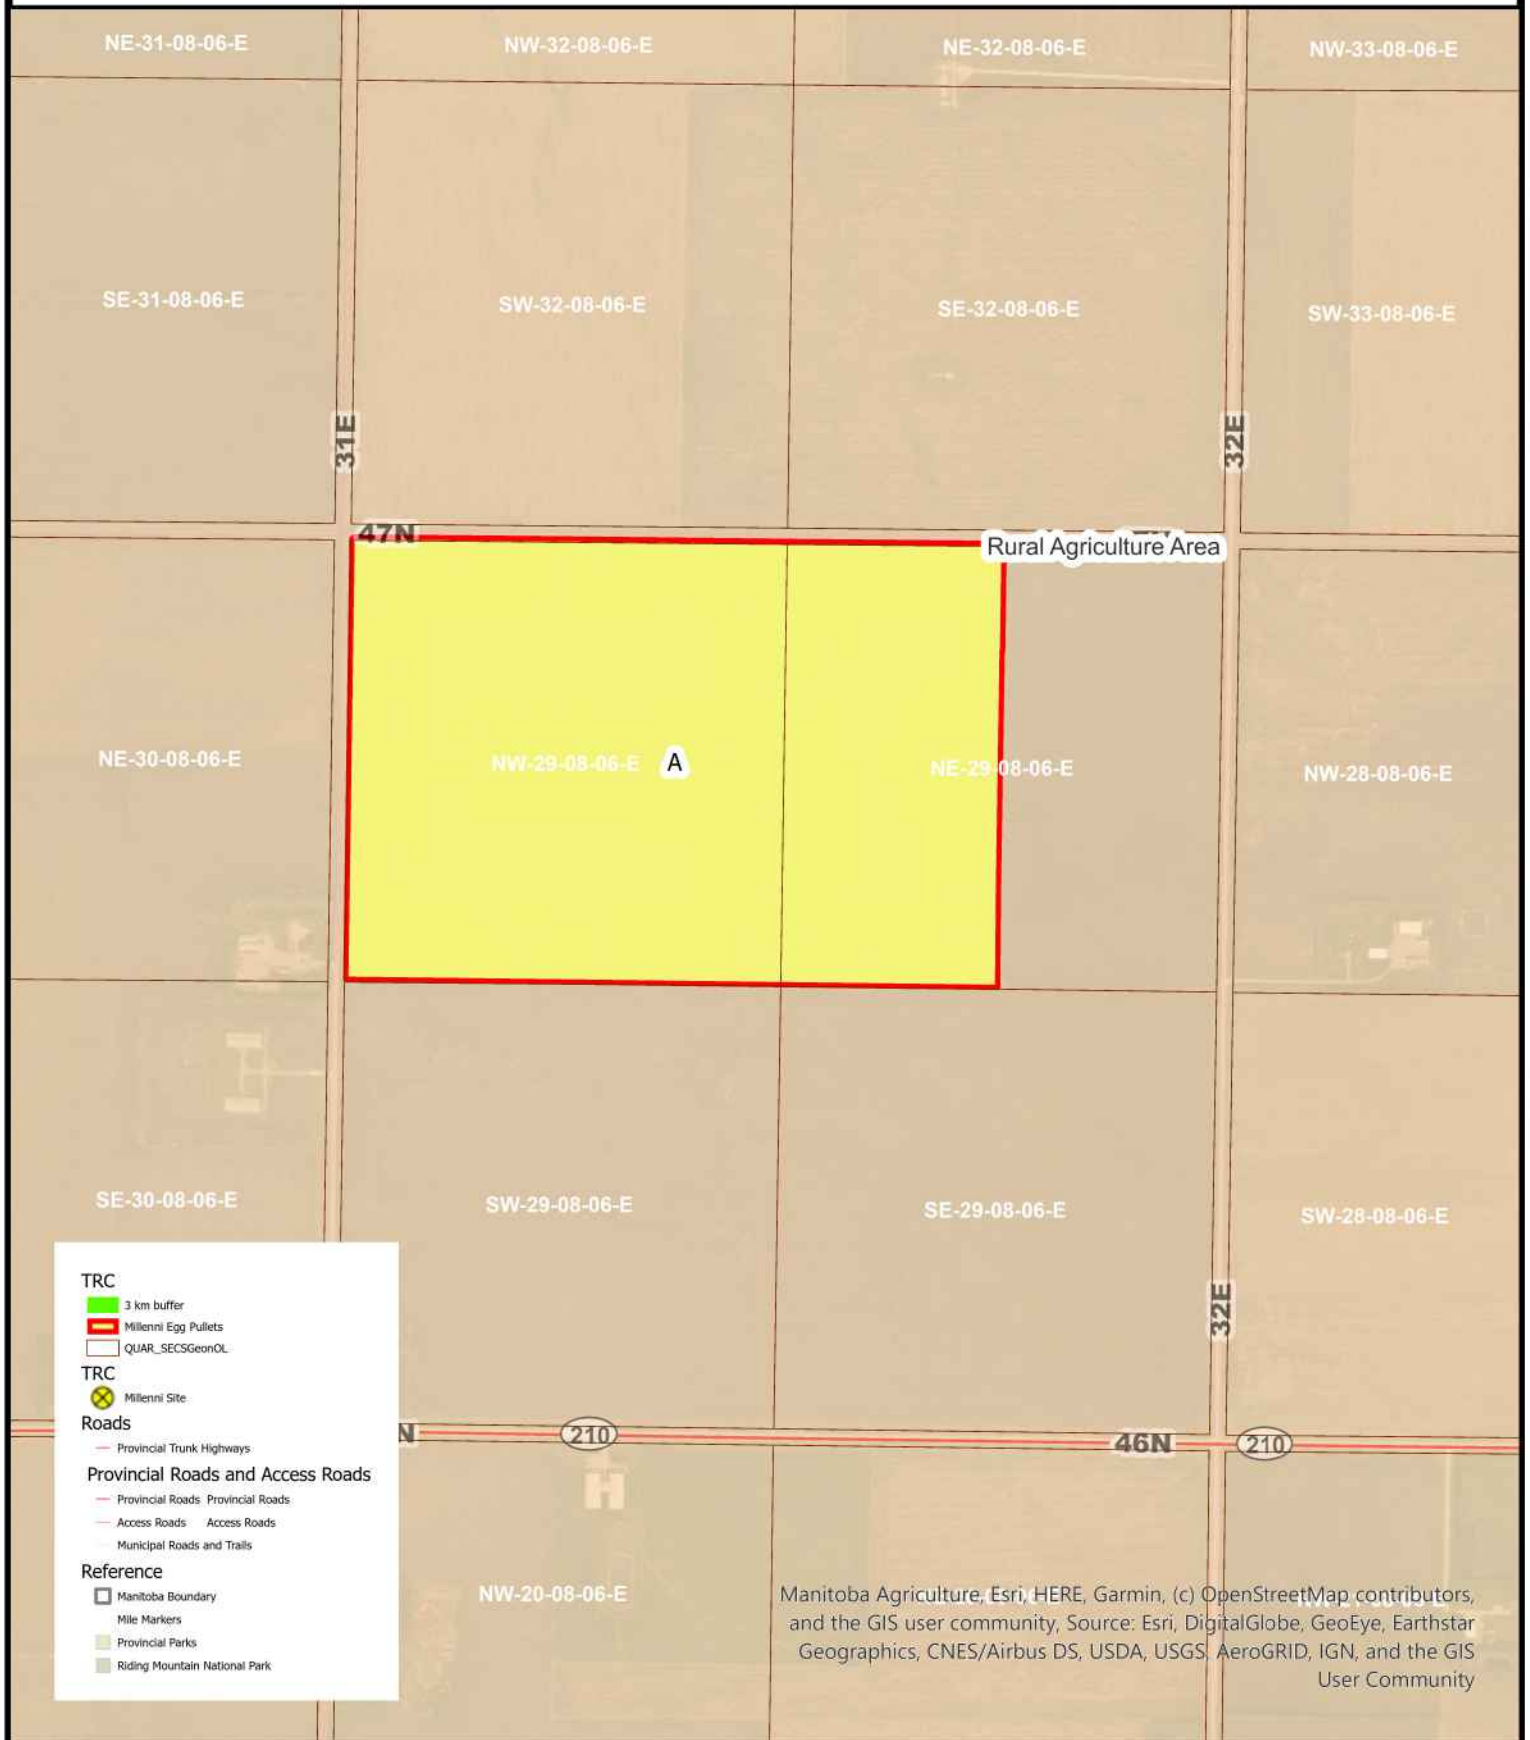 NE-31-08-06-E
NW-32-08-06-E
NE-32-08-06-E
NW-33-08-06-E
SE-31-08-06-E
SW-32-08-06-E
SE-32-08-06-E
SW-33-08-06-E
31E
32E
47N
Rural Agriculture Area
NE-30-08-06-E
NW-29-08-06-E
A
NE-29-08-06-E
NW-28-08-06-E
SE-30-08-06-E
SW-29-08-06-E
SE-29-08-06-E
SW-28-08-06-E
32E
N
210
46N
210
NW-20-08-06-E
TRC
3 km buffer
Millenni Egg Pullets
QUAR_SECSGeonOL
TRC
Millenni Site
Roads
Provincial Trunk Highways
Provincial Roads and Access Roads
Provincial Roads Provincial Roads
Access Roads Access Roads
Municipal Roads and Trails
Reference
Manitoba Boundary
Mile Markers
Provincial Parks
Riding Mountain National Park
Manitoba Agriculture, Esri, HERE, Garmin, (c) OpenStreetMap contributors,
and the GIS user community, Source: Esri, DigitalGlobe, GeoEye, Earthstar
Geographics, CNES/Airbus DS, USDA, USGS, AeroGRID, IGN, and the GIS
User Community